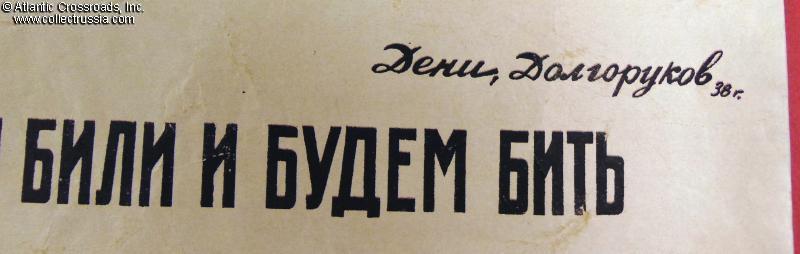 © Atlantic Crossroads, Inc.
www.collectrussia.com
Дени, Долгоруков 38 г.
БИЛИ И БУДЕМ БИТЬ